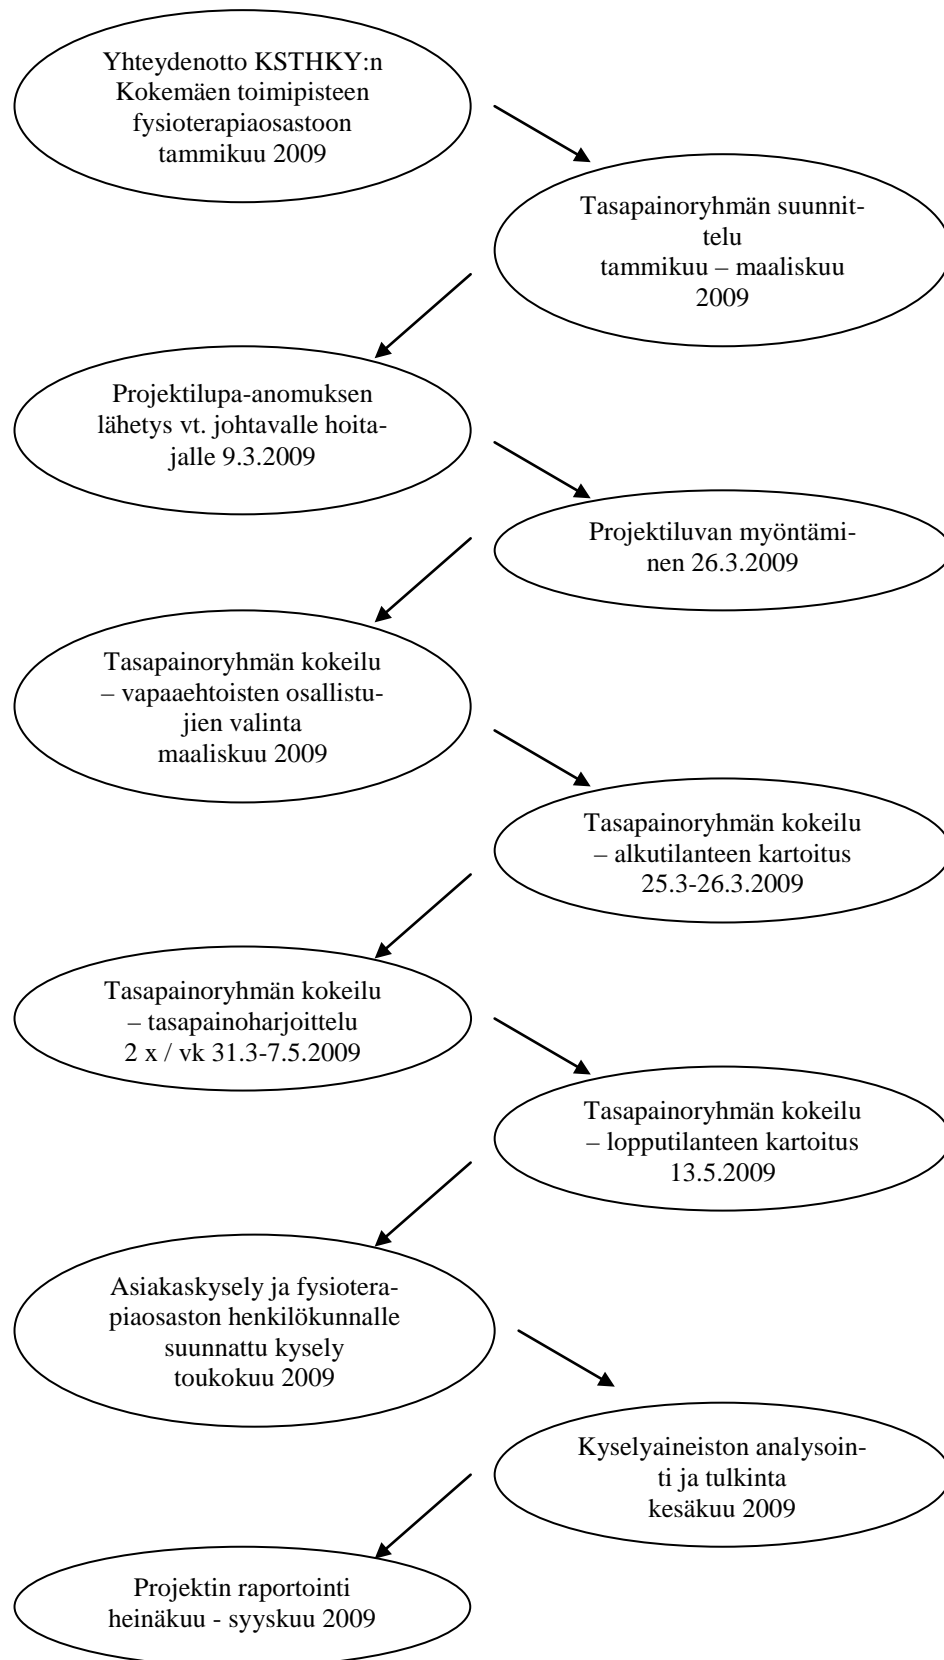 Yhteydenotto KSTHKY:n
Kokemäen toimipisteen
fysioterapiaosastoon
tammikuu 2009
Tasapainoryhmän suunnit-
telu
tammikuu – maaliskuu
2009
Projektilupa-anomuksen
lähetys vt. johtavalle hoita-
jalle 9.3.2009
Projektiluvan myöntämi-
nen 26.3.2009
Tasapainoryhmän kokeilu
– vapaaehtoisten osallistu-
jien valinta
maaliskuu 2009
Tasapainoryhmän kokeilu
– alkutilanteen kartoitus
25.3-26.3.2009
Tasapainoryhmän kokeilu
– tasapainoharjoittelu
2 x / vk 31.3-7.5.2009
Tasapainoryhmän kokeilu
– lopputilanteen kartoitus
13.5.2009
Asiakaskysely ja fysiotera-
piaosaston henkilökunnalle
suunnattu kysely
toukokuu 2009
Kyselyaineiston analysoin-
ti ja tulkinta
kesäkuu 2009
Projektin raportointi
heinäkuu - syyskuu 2009